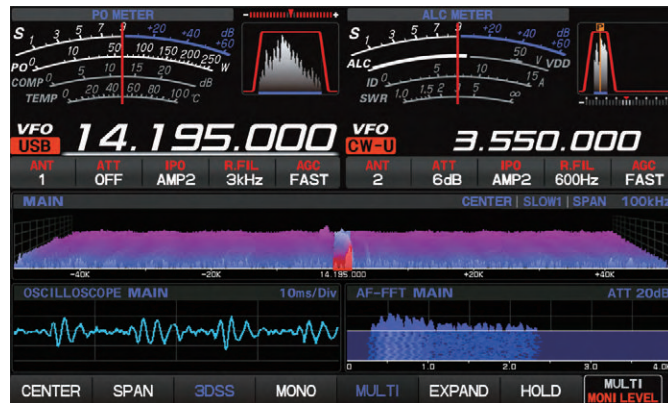 PO METER
ALC METER
S 1 3 5 7 9 +20 +40 +60 dB
S 1 3 5 7 9 +20 +40 +60 dB
PO 0 10 50 100 150 200 250 W
ALC 50 V VDD
COMP 0 5 10 15 20 dB
ID 0 5 10 15 A
TEMP 0 20 40 60 80 100 °C
SWR 1.0 1.5 2 3 5 ∞
VFO
USB
14.195.000
VFO
CW-U
3.550.000
ANT ATT IPO R.FIL AGC
1 OFF AMP2 3kHz FAST
ANT ATT IPO R.FIL AGC
2 6dB AMP2 600Hz FAST
MAIN
CENTER | SLOW1 | SPAN 100kHz
-40K -20K 14.195.000 +20K +40K
OSCILLOSCOPE MAIN 10ms/Div
AF-FFT MAIN ATT 20dB
0 1.0 2.0 3.0 4.0
CENTER SPAN 3DSS MONO MULTI EXPAND HOLD MULTI
MONI LEVEL